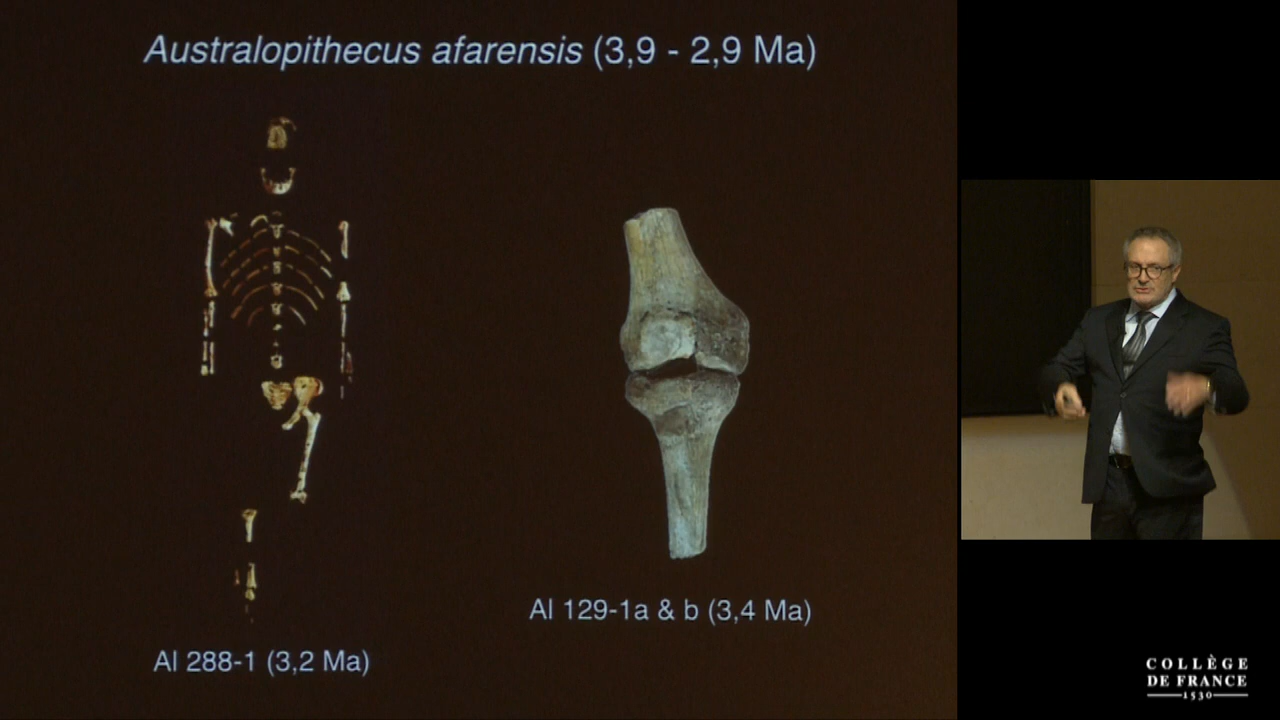 Australopithecus afarensis (3,9 - 2,9 Ma)
Al 129-1a & b (3,4 Ma)
Al 288-1 (3,2 Ma)
COLLÈGE
DE FRANCE
1530